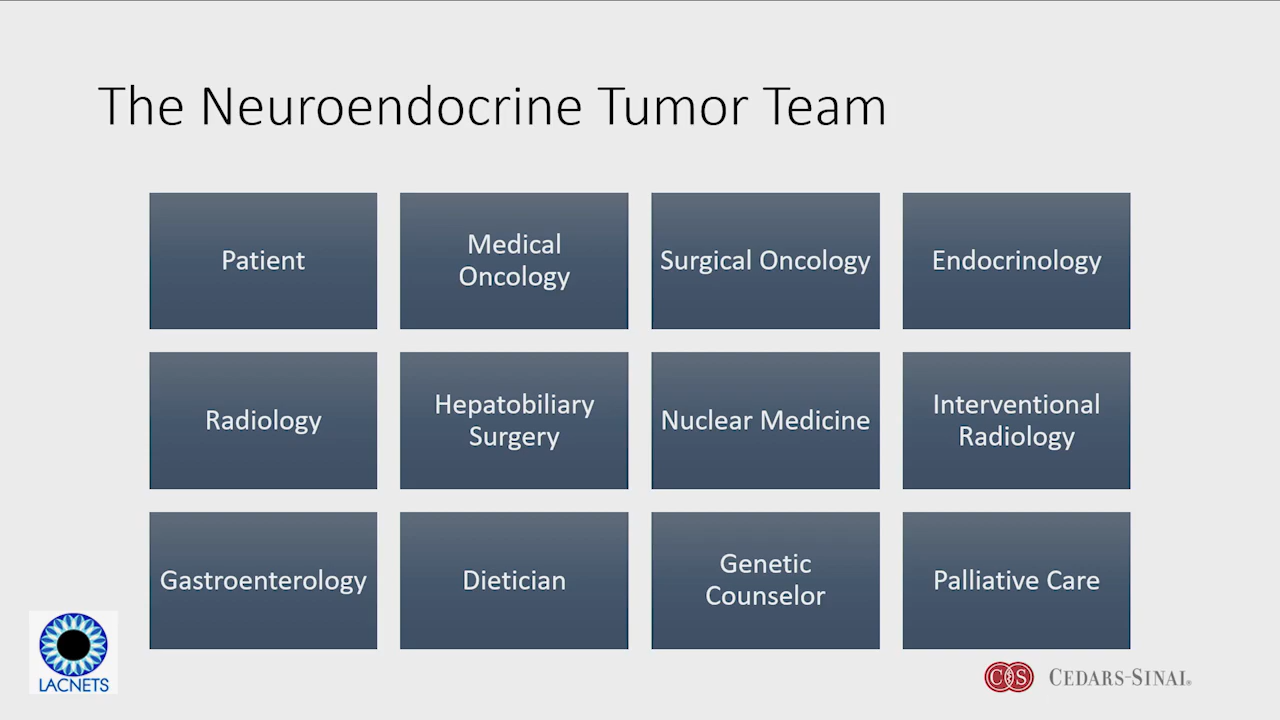 The Neuroendocrine Tumor Team
Patient
Medical
Oncology
Surgical Oncology
Endocrinology
Radiology
Hepatobiliary
Surgery
Nuclear Medicine
Interventional
Radiology
Gastroenterology
Dietician
Genetic
Counselor
Palliative Care
LACNETS
CS
CEDARS-SINAI®